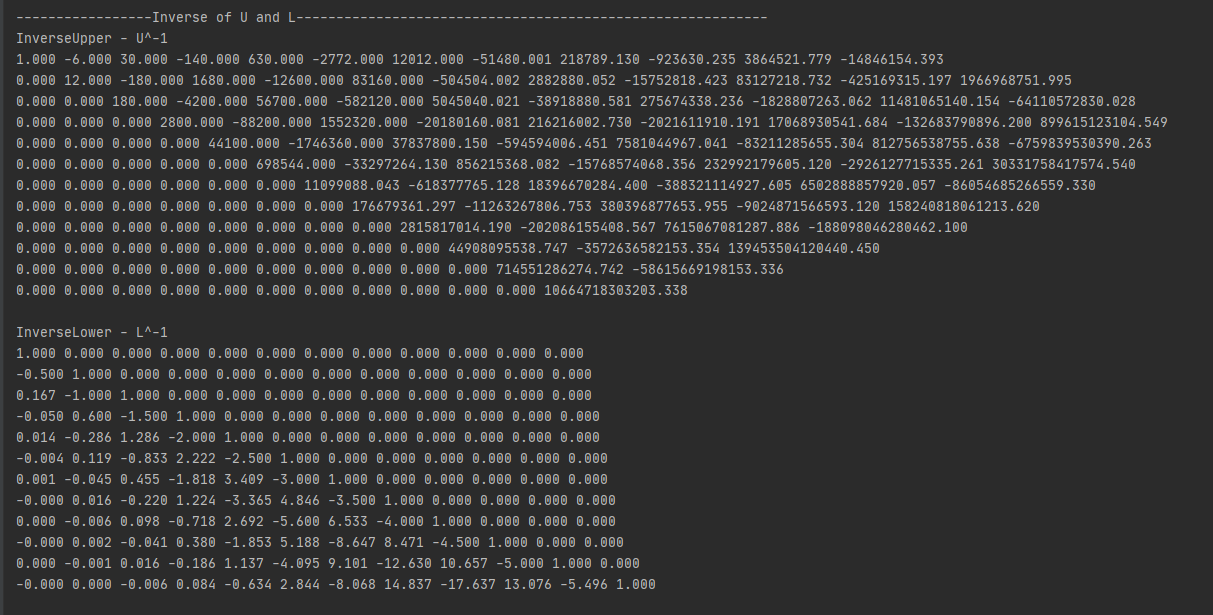 -----------------Inverse of U and L-----------------------------------------------------------
InverseUpper - U^-1
1.000 -6.000 30.000 -140.000 630.000 -2772.000 12012.000 -51480.001 218789.130 -923630.235 3864521.779 -14846154.393
0.000 12.000 -180.000 1680.000 -12600.000 83160.000 -504504.002 2882880.052 -15752818.423 83127218.732 -425169315.197 1966968751.995
0.000 0.000 180.000 -4200.000 56700.000 -582120.000 5045040.021 -38918880.581 275674338.236 -1828807263.062 11481065140.154 -64110572830.028
0.000 0.000 0.000 2800.000 -88200.000 1552320.000 -20180160.081 216216002.730 -2021611910.191 17068930541.684 -132683790896.200 899615123104.549
0.000 0.000 0.000 0.000 44100.000 -1746360.000 37837800.150 -594594006.451 7581044967.041 -83211285655.304 812756538755.638 -6759839530390.263
0.000 0.000 0.000 0.000 0.000 698544.000 -33297264.130 856215368.082 -15768574068.356 232992179605.120 -2926127715335.261 30331758417574.540
0.000 0.000 0.000 0.000 0.000 0.000 11099088.043 -618377765.128 18396670284.400 -388321114927.605 6502888857920.057 -86054685266559.330
0.000 0.000 0.000 0.000 0.000 0.000 0.000 176679361.297 -11263267806.753 380396877653.955 -9024871566593.120 158240818061213.620
0.000 0.000 0.000 0.000 0.000 0.000 0.000 0.000 2815817014.190 -202086155408.567 7615067081287.886 -188098046280462.100
0.000 0.000 0.000 0.000 0.000 0.000 0.000 0.000 0.000 44908095538.747 -3572636582153.354 139453504120440.450
0.000 0.000 0.000 0.000 0.000 0.000 0.000 0.000 0.000 0.000 714551286274.742 -58615669198153.336
0.000 0.000 0.000 0.000 0.000 0.000 0.000 0.000 0.000 0.000 0.000 10664718303203.338
InverseLower - L^-1
1.000 0.000 0.000 0.000 0.000 0.000 0.000 0.000 0.000 0.000 0.000 0.000
-0.500 1.000 0.000 0.000 0.000 0.000 0.000 0.000 0.000 0.000 0.000 0.000
0.167 -1.000 1.000 0.000 0.000 0.000 0.000 0.000 0.000 0.000 0.000 0.000
-0.050 0.600 -1.500 1.000 0.000 0.000 0.000 0.000 0.000 0.000 0.000 0.000
0.014 -0.286 1.286 -2.000 1.000 0.000 0.000 0.000 0.000 0.000 0.000 0.000
-0.004 0.119 -0.833 2.222 -2.500 1.000 0.000 0.000 0.000 0.000 0.000 0.000
0.001 -0.045 0.455 -1.818 3.409 -3.000 1.000 0.000 0.000 0.000 0.000 0.000
-0.000 0.016 -0.220 1.224 -3.365 4.846 -3.500 1.000 0.000 0.000 0.000 0.000
0.000 -0.006 0.098 -0.718 2.692 -5.600 6.533 -4.000 1.000 0.000 0.000 0.000
-0.000 0.002 -0.041 0.380 -1.853 5.188 -8.647 8.471 -4.500 1.000 0.000 0.000
0.000 -0.001 0.016 -0.186 1.137 -4.095 9.101 -12.630 10.657 -5.000 1.000 0.000
-0.000 0.000 -0.006 0.084 -0.634 2.844 -8.068 14.837 -17.637 13.076 -5.496 1.000